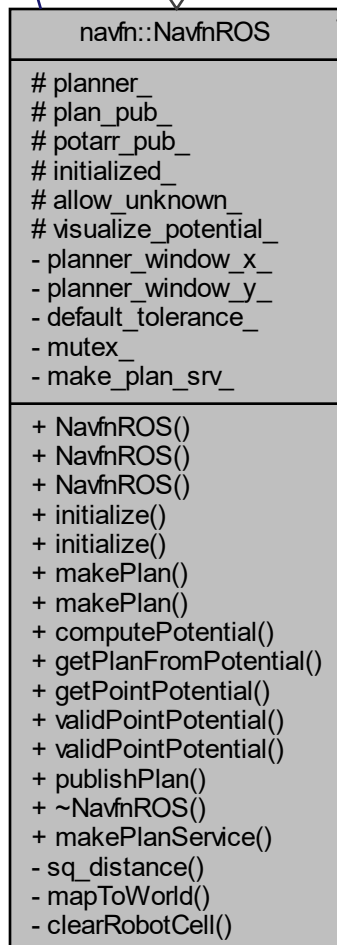 navfn::NavfnROS
# planner_
# plan_pub_
# potarr_pub_
# initialized_
# allow_unknown_
# visualize_potential_
- planner_window_x_
- planner_window_y_
- default_tolerance_
- mutex_
- make_plan_srv_
+ NavfnROS()
+ NavfnROS()
+ NavfnROS()
+ initialize()
+ initialize()
+ makePlan()
+ makePlan()
+ computePotential()
+ getPlanFromPotential()
+ getPointPotential()
+ validPointPotential()
+ validPointPotential()
+ publishPlan()
+ ~NavfnROS()
+ makePlanService()
- sq_distance()
- mapToWorld()
- clearRobotCell()